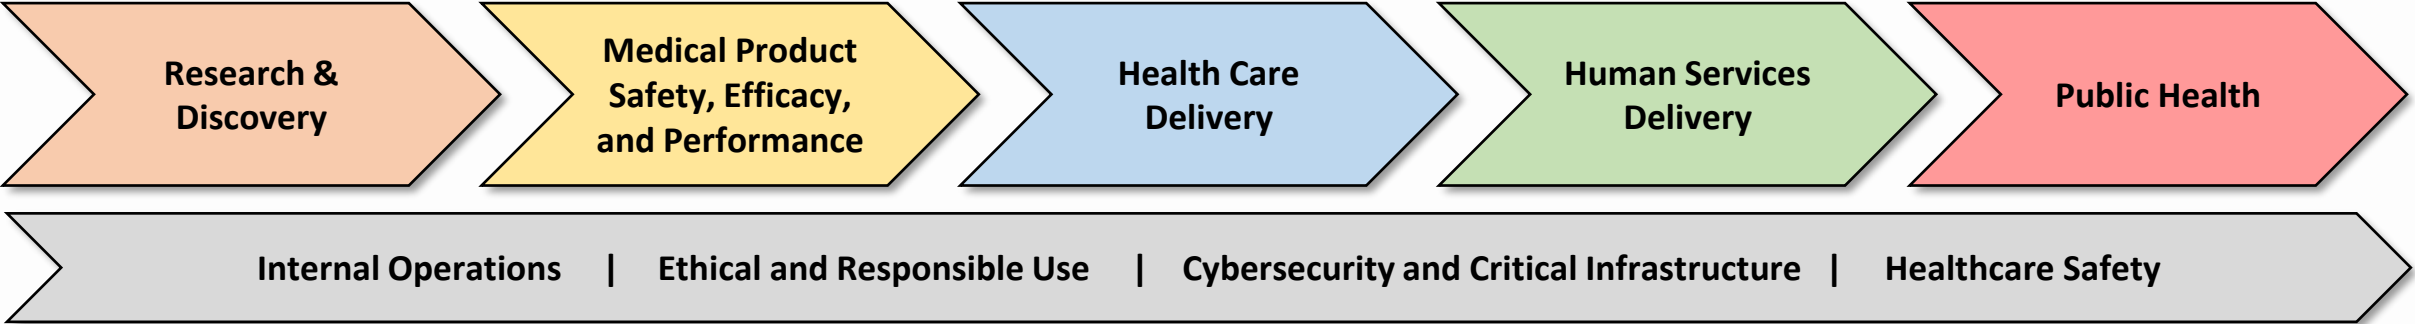 Research &
Discovery
Medical Product
Safety, Efficacy,
and Performance
Health Care
Delivery
Human Services
Delivery
Public Health
Internal Operations | Ethical and Responsible Use | Cybersecurity and Critical Infrastructure | Healthcare Safety